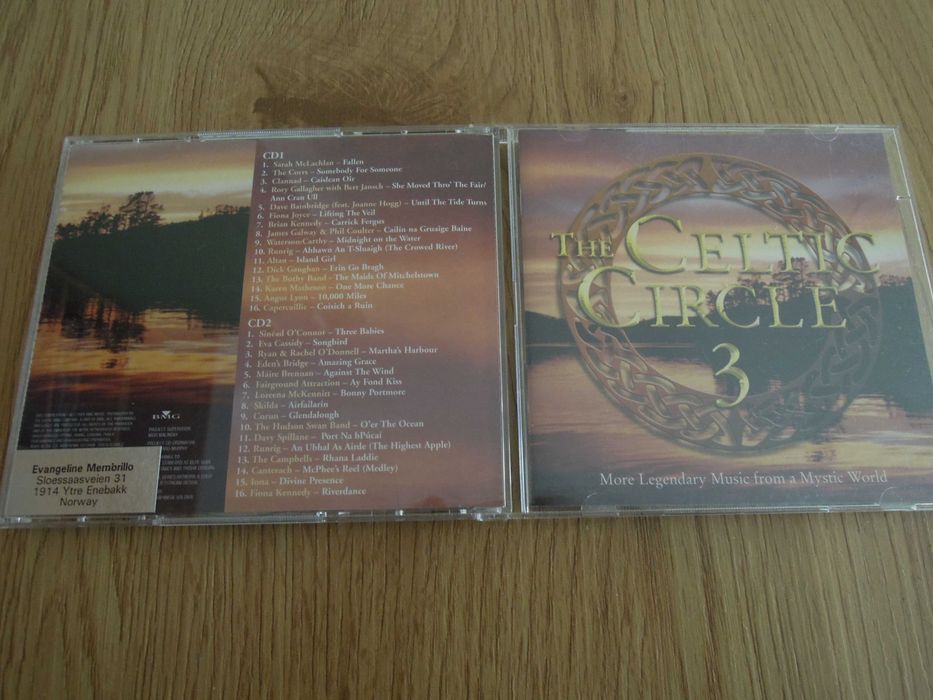 CD1
1. Sarah McLachlan – Fallen
2. The Corrs – Somebody For Someone
3. Clannad – Caislean Oir
4. Rory Gallagher with Bert Jansch – She Moved Thro' The Fair/
Ann Cran Ull
5. Dave Bainbridge (feat. Joanne Hogg) – Until The Tide Turns
6. Fiona Joyce – Lifting The Veil
7. Brian Kennedy – Carrick Fergus
8. James Galway & Phil Coulter – Cailin na Gruaige Baine
9. Waterson:Carthy – Midnight on the Water
10. Runrig – Abhawn An T-Shuaigh (The Crowed River)
11. Altan – Island Girl
12. Dick Gaughan – Erin Go Bragh
13. The Bothy Band – The Maids Of Mitchelstown
14. Karen Matheson – One More Chance
15. Angus Lyon – 10,000 Miles
16. Capercaillie – Coisich a Ruin
CD2
1. Sinéad O'Connor – Three Babies
2. Eva Cassidy – Songbird
3. Ryan & Rachel O'Donnell – Martha's Harbour
4. Eden's Bridge – Amazing Grace
5. Máire Brennan – Against The Wind
6. Fairground Attraction – Ay Fond Kiss
7. Loreena McKennitt – Bonny Portmore
8. Skilda – Airfailarin
9. Corun – Glendalough
10. The Hudson Swan Band – O'er The Ocean
11. Davy Spillane – Port Na bPúcaí
12. Runrig – An Ubhal As Airde (The Highest Apple)
13. The Campbells – Rhana Laddie
14. Canterach – McPhee's Reel (Medley)
15. Iona – Divine Presence
16. Fiona Kennedy – Riverdance
BMG
Evangeline Membrillo
Sloessaasveien 31
1914 Ytre Enebakk
Norway
The Celtic
Circle
3
More Legendary Music from a Mystic World